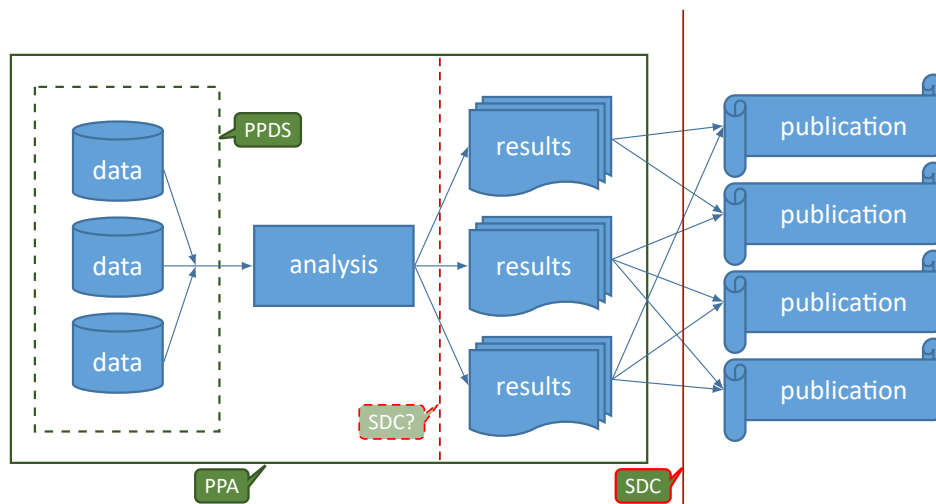 PPDS
data
data
data
analysis
results
results
results
SDC?
PPA
SDC
publication
publication
publication
publication